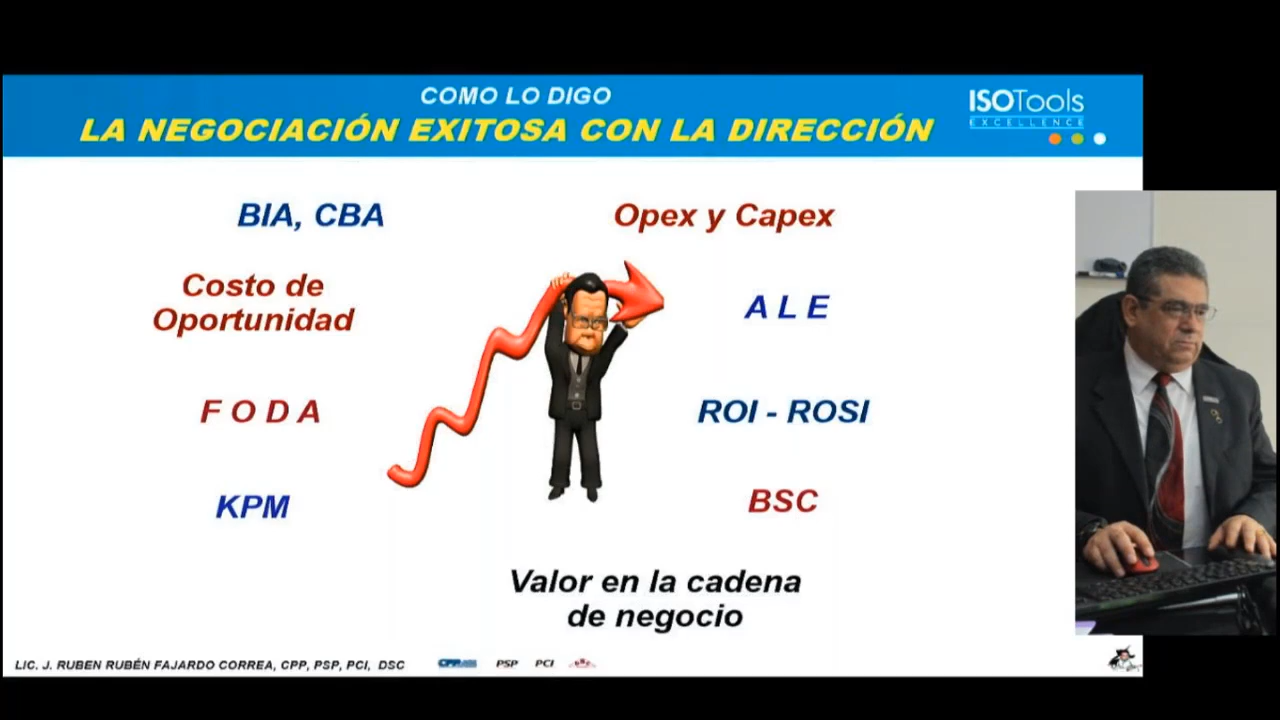 COMO LO DIGO
LA NEGOCIACIÓN EXITOSA CON LA DIRECCIÓN
ISOTools
EXCELLENCE
BIA, CBA
Opex y Capex
Costo de
Oportunidad
A L E
F O D A
ROI - ROSI
KPM
BSC
Valor en la cadena
de negocio
LIC. J. RUBEN RUBÉN FAJARDO CORREA, CPP, PSP, PCI, DSC
CPP
PSP
PCI